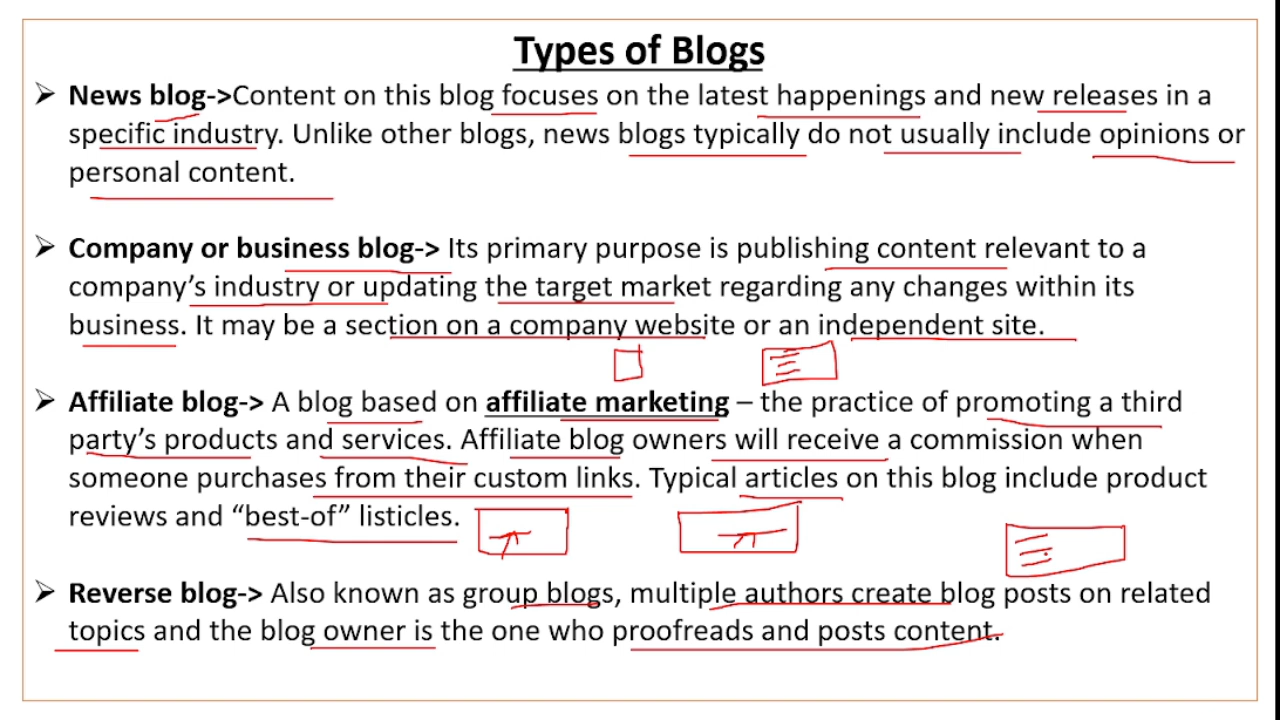 Types of Blogs
➢ News blog->Content on this blog focuses on the latest happenings and new releases in a
specific industry. Unlike other blogs, news blogs typically do not usually include opinions or
personal content.
➢ Company or business blog-> Its primary purpose is publishing content relevant to a
company’s industry or updating the target market regarding any changes within its
business. It may be a section on a company website or an independent site.
➢ Affiliate blog-> A blog based on affiliate marketing – the practice of promoting a third
party’s products and services. Affiliate blog owners will receive a commission when
someone purchases from their custom links. Typical articles on this blog include product
reviews and “best-of” listicles.
➢ Reverse blog-> Also known as group blogs, multiple authors create blog posts on related
topics and the blog owner is the one who proofreads and posts content.